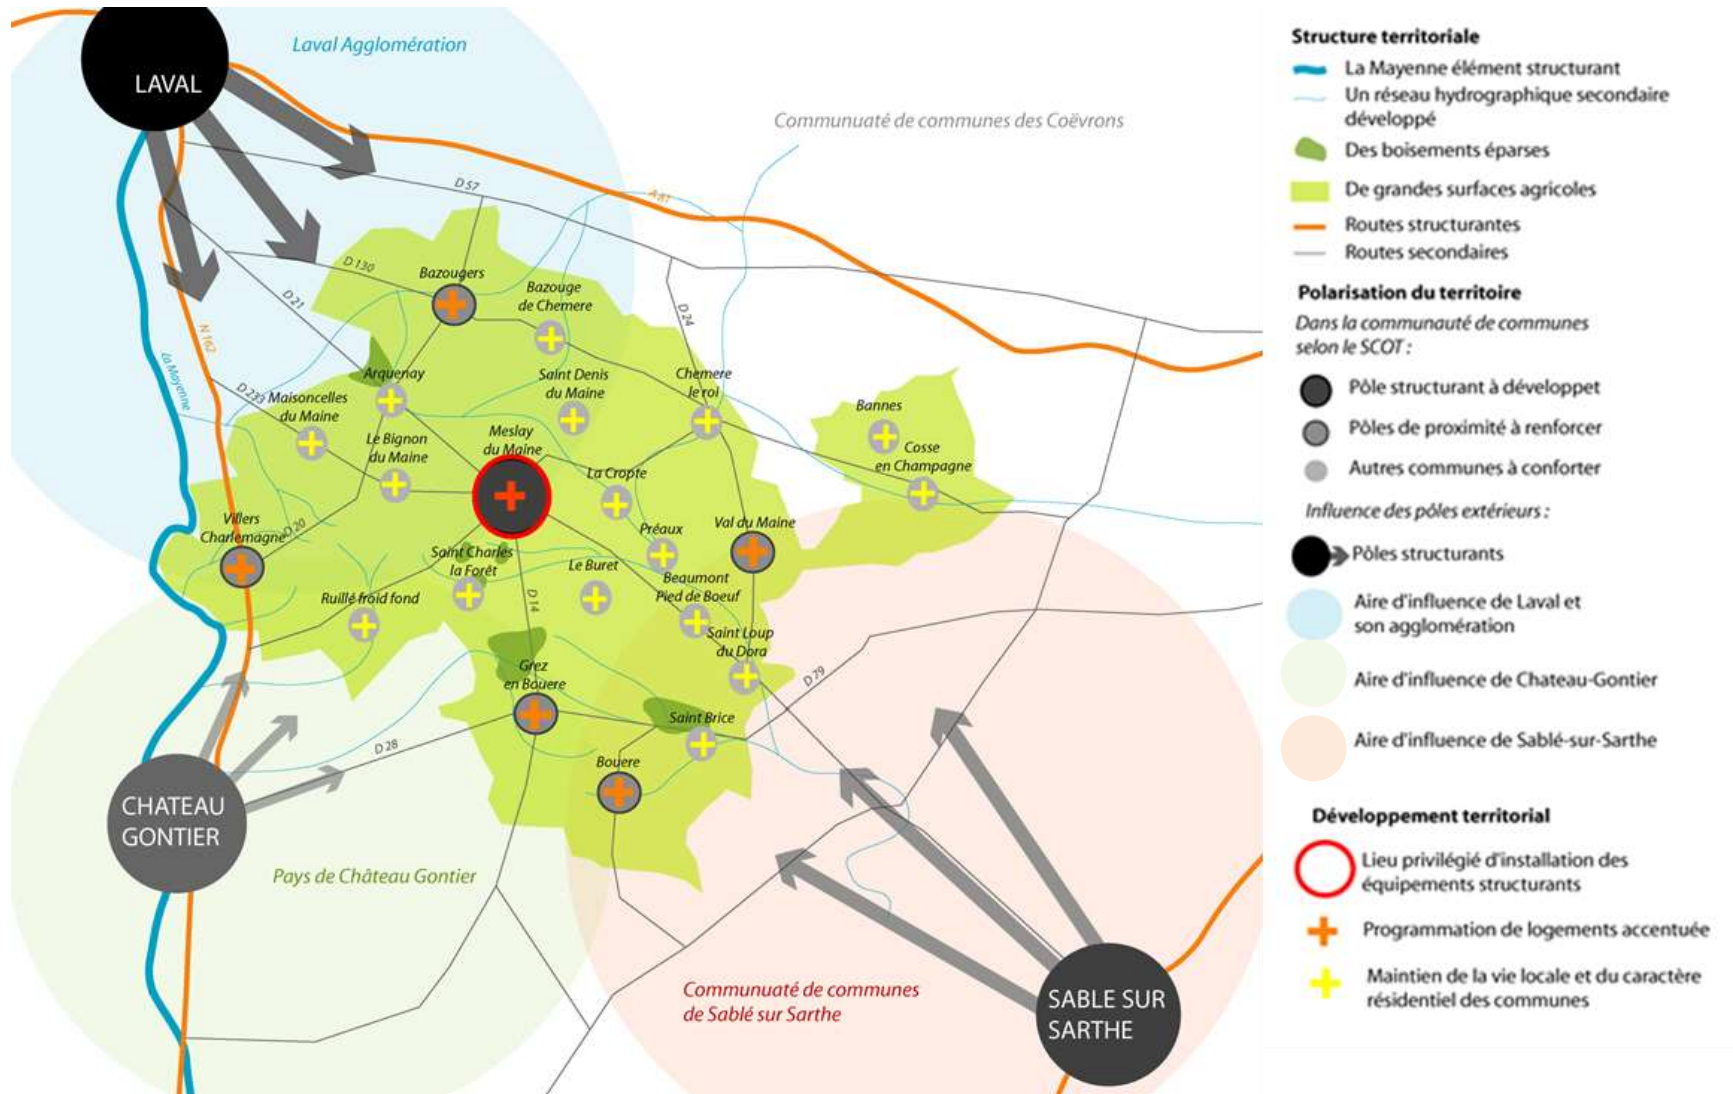 LAVAL
Laval Agglomération
Communuaté de communes des Coëvrons
D 57
A 81
D 130
D 21
D 24
N 162
La Mayenne
D 233
Bazougers
Bazouge
de Chemere
Arquenay
Maisoncelles
du Maine
Saint Denis
du Maine
Chemere
le roi
Bannes
Cosse
en Champagne
Le Bignon
du Maine
Meslay
du Maine
La Cropte
Villers
Charlemagne
D 20
Préaux
Val du Maine
Saint Charles
la Forêt
Le Buret
Beaumont
Pied de Boeuf
Ruillé froid fond
D 14
Saint Loup
du Dora
D 79
Grez
en Bouere
Saint Brice
D 28
Bouere
CHATEAU
GONTIER
Pays de Château Gontier
Communuaté de communes
de Sablé sur Sarthe
SABLE SUR
SARTHE
Structure territoriale
La Mayenne élément structurant
Un réseau hydrographique secondaire
développé
Des boisements éparses
De grandes surfaces agricoles
Routes structurantes
Routes secondaires
Polarisation du territoire
Dans la communauté de communes
selon le SCOT :
Pôle structurant à développet
Pôles de proximité à renforcer
Autres communes à conforter
Influence des pôles extérieurs :
Pôles structurants
Aire d'influence de Laval et
son agglomération
Aire d'influence de Chateau-Gontier
Aire d'influence de Sablé-sur-Sarthe
Développement territorial
Lieu privilégié d'installation des
équipements structurants
Programmation de logements accentuée
Maintien de la vie locale et du caractère
résidentiel des communes